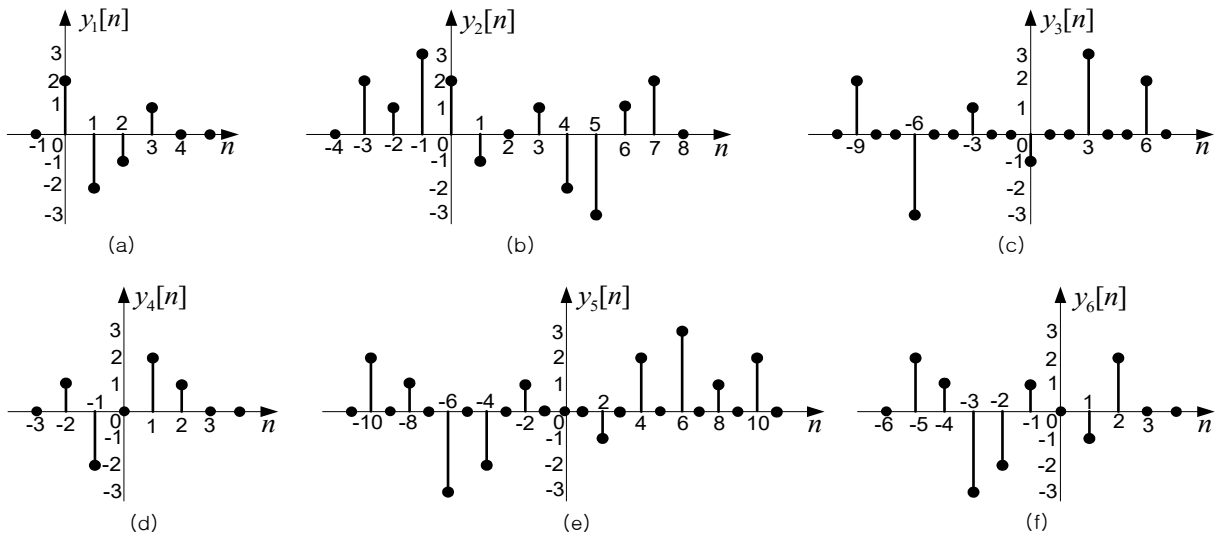 y₁[n]
3
2
1
1 2
-1 0 3 4 n
-1
-2
-3
(a)
y₂[n]
3
2
1
1 4 5
-4 -3 -2 -1 0 2 3 6 7 8 n
-1
-2
-3
(b)
y₃[n]
3
2
1
-6
-9 -3 0 3 6 n
-1
-2
-3
(c)
y₄[n]
3
2
1
-1
-3 -2 0 1 2 3 n
-1
-2
-3
(d)
y₅[n]
3
2
1
-6 -4 2
-10 -8 -2 0 4 6 8 10 n
-1
-2
-3
(e)
y₆[n]
3
2
1
-3 -2 1
-6 -5 -4 -1 0 2 3 n
-1
-2
-3
(f)